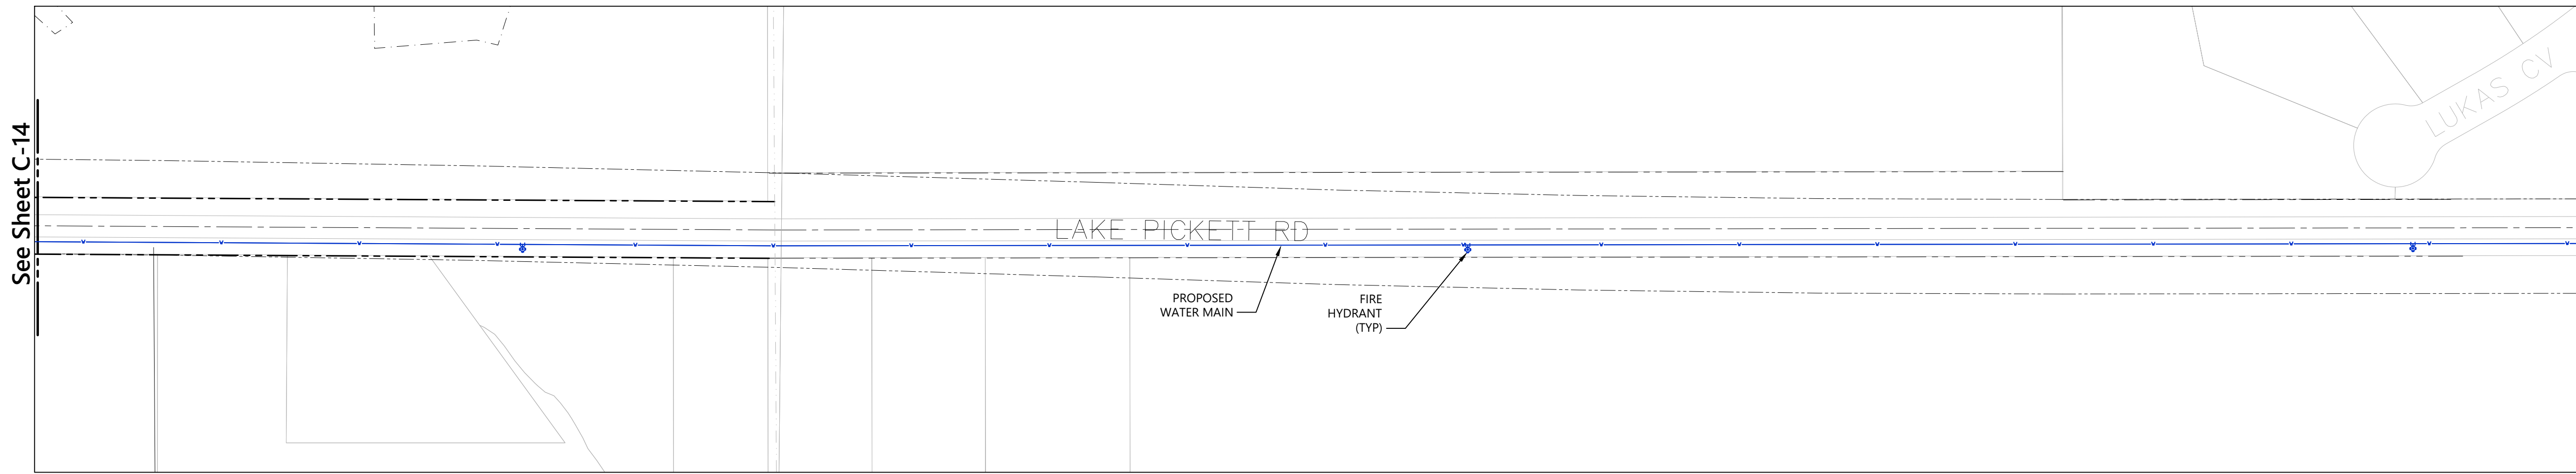 See Sheet C-14
LUKAS CV
LAKE PICKETT RD
PROPOSED
WATER MAIN
FIRE
HYDRANT
(TYP)